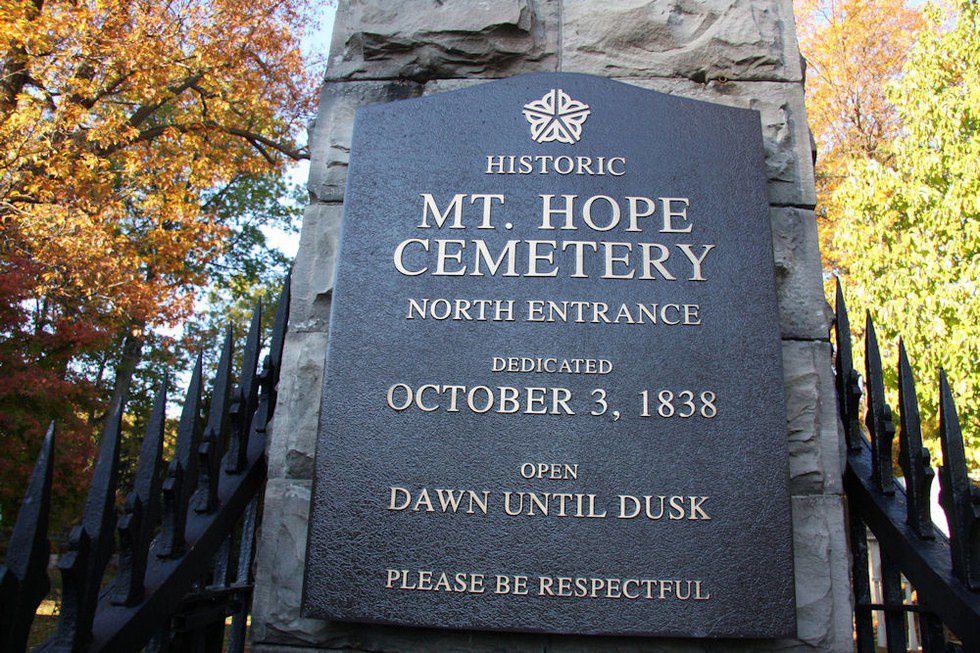 HISTORIC
MT. HOPE
CEMETERY
NORTH ENTRANCE
DEDICATED
OCTOBER 3, 1838
OPEN
DAWN UNTIL DUSK
PLEASE BE RESPECTFUL